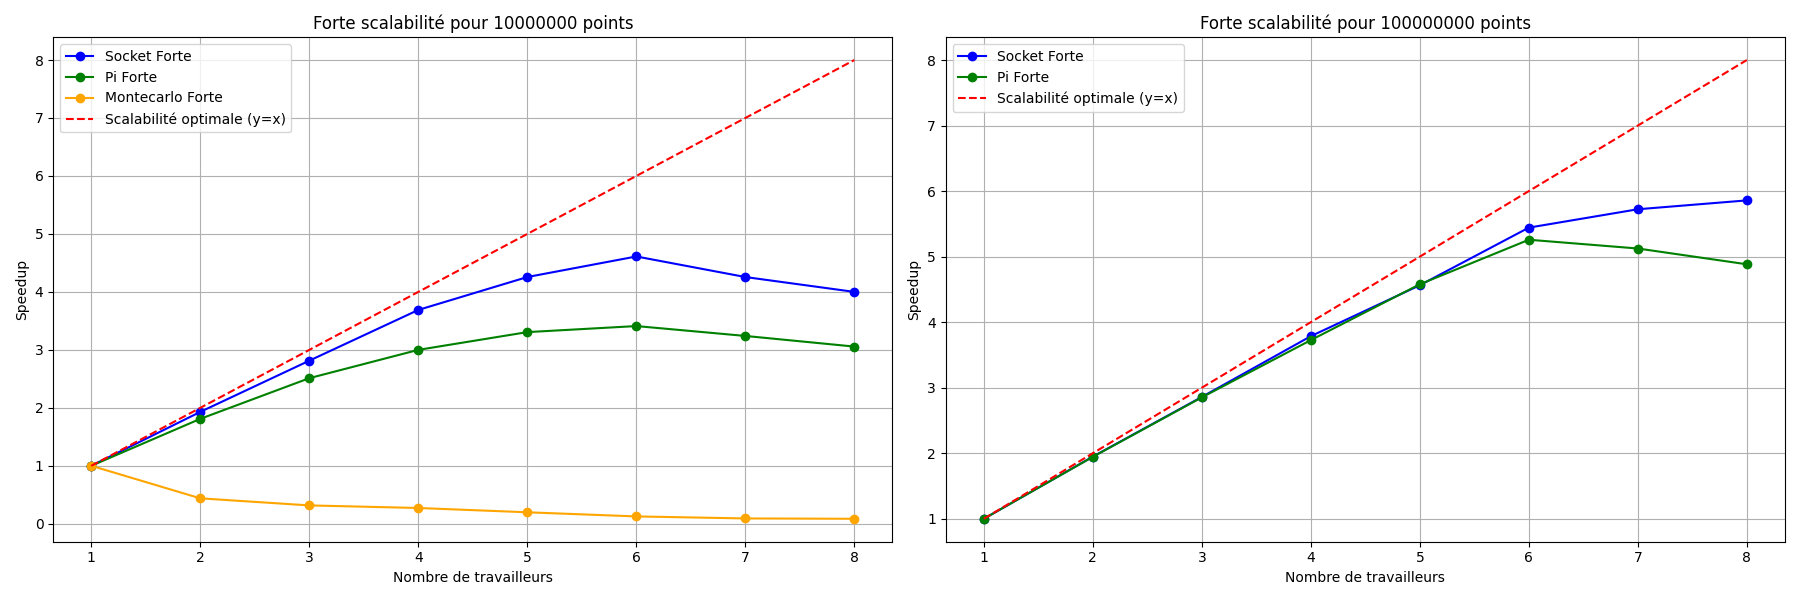 Forte scalabilité pour 10000000 points
Socket Forte
Pi Forte
Montecarlo Forte
Scalabilité optimale (y=x)
8
7
6
5
4
3
2
1
0
Speedup
1 2 3 4 5 6 7 8
Nombre de travailleurs
Forte scalabilité pour 100000000 points
Socket Forte
Pi Forte
Scalabilité optimale (y=x)
8
7
6
5
4
3
2
1
Speedup
1 2 3 4 5 6 7 8
Nombre de travailleurs